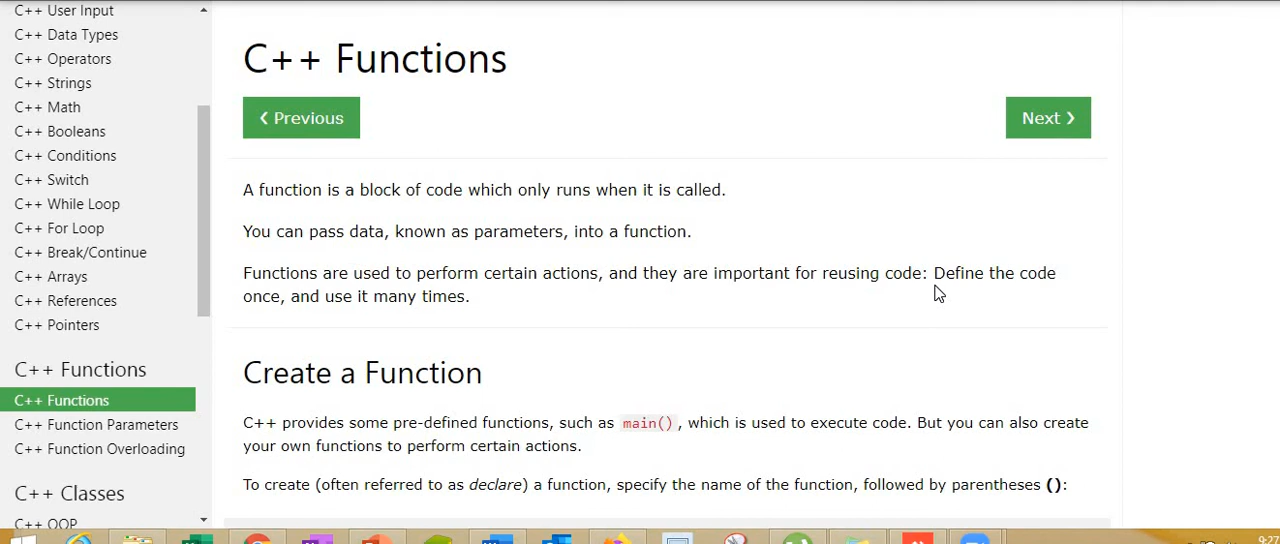 C++ User Input
C++ Data Types
C++ Operators
C++ Strings
C++ Math
C++ Booleans
C++ Conditions
C++ Switch
C++ While Loop
C++ For Loop
C++ Break/Continue
C++ Arrays
C++ References
C++ Pointers
C++ Functions
C++ Functions
C++ Function Parameters
C++ Function Overloading
C++ Classes
C++ OOP
C++ Functions
❮ Previous
Next ❯
A function is a block of code which only runs when it is called.
You can pass data, known as parameters, into a function.
Functions are used to perform certain actions, and they are important for reusing code: Define the code
once, and use it many times.
Create a Function
C++ provides some pre-defined functions, such as main(), which is used to execute code. But you can also create
your own functions to perform certain actions.
To create (often referred to as declare) a function, specify the name of the function, followed by parentheses ():
9:27